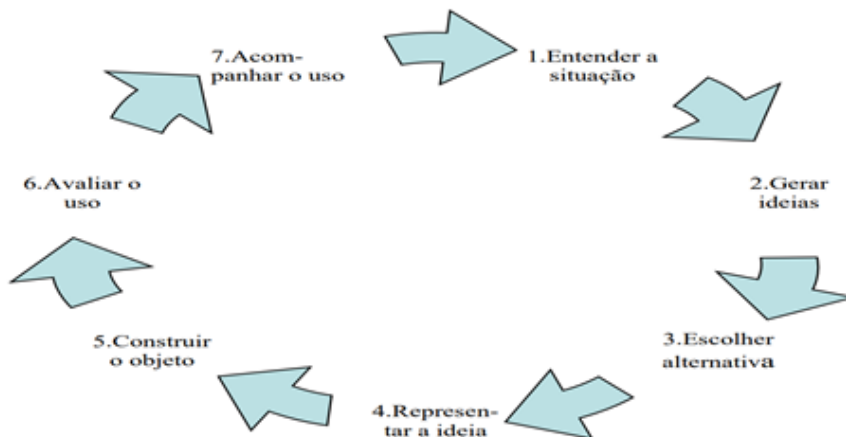 7.Acom-
panhar o uso
1.Entender a
situação
2.Gerar
ideias
3.Escolher
alternativa
4.Represen-
tar a ideia
5.Construir
o objeto
6.Avaliar o
uso